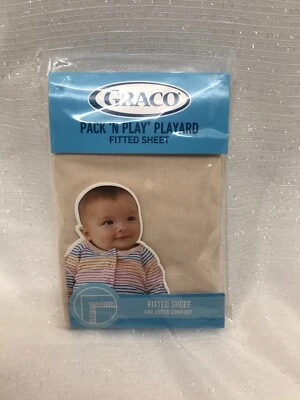 GRACO
PACK 'N PLAY® PLAYARD
FITTED SHEET
FITTED SHEET